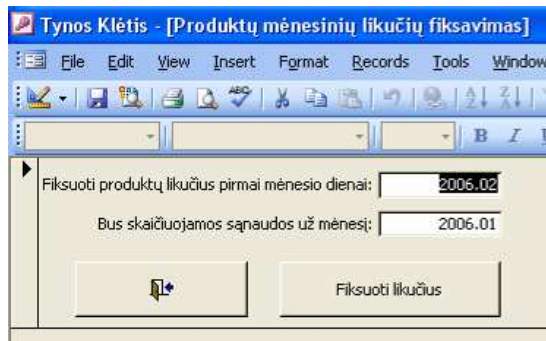 Tynos Klėtis - [Produktų mėnesinių likučių fiksavimas]
File Edit View Insert Format Records Tools Window
ABC A Z Z A
B I U
Fiksuoti produktų likučius pirmai mėnesio dienai: 2006.02
Bus skaičiuojamos sąnaudos už mėnesį: 2006.01
Fiksuoti likučius